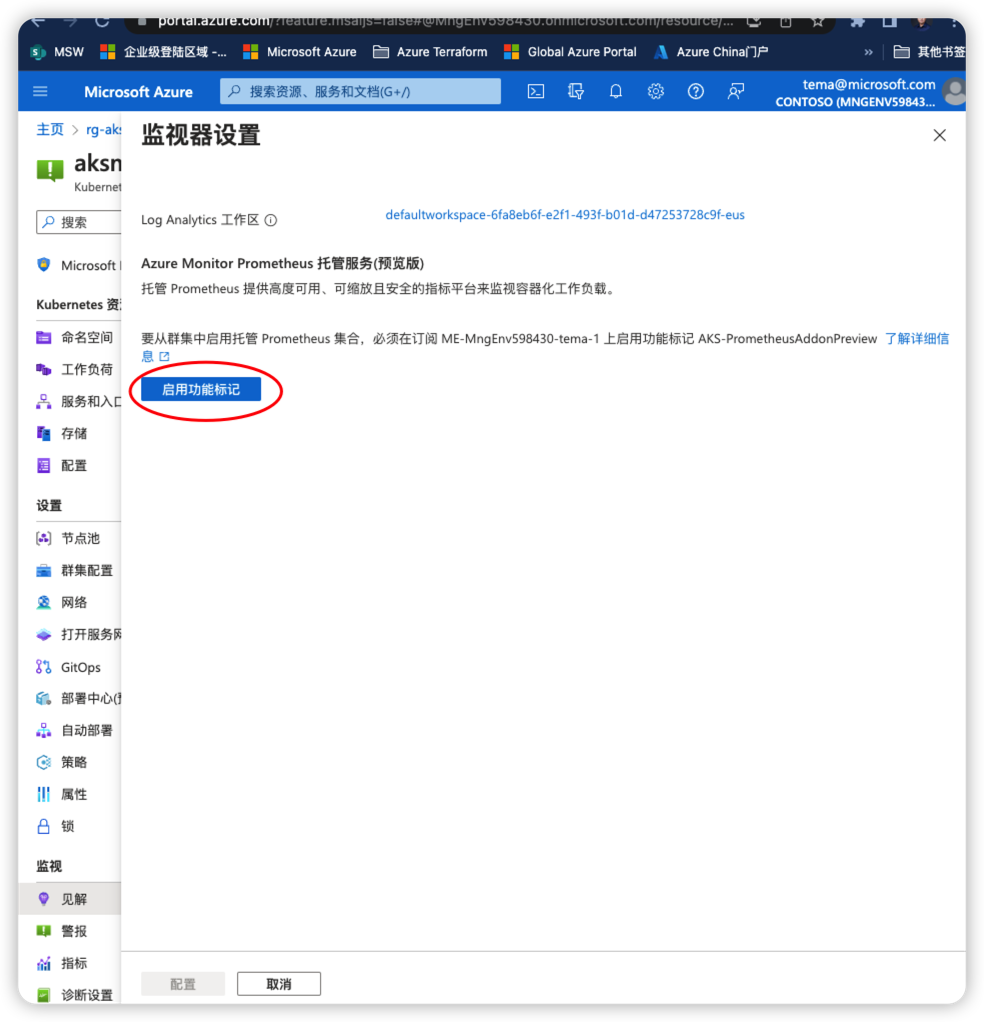 portal.azure.com/?feature.msaljs=false#@MngEnv598430.onmicrosoft.com/resource/...
MSW 企业级登陆区域 -... Microsoft Azure Azure Terraform Global Azure Portal Azure China门户 » 其他书签
Microsoft Azure 搜索资源、服务和文档(G+/) tema@microsoft.com
CONTOSO (MNGENV59843...
主页 > rg-aks
监视器设置
aksn
Kubernet
搜索
Log Analytics 工作区 defaultworkspace-6fa8eb6f-e2f1-493f-b01d-d47253728c9f-eus
Microsoft
Azure Monitor Prometheus 托管服务(预览版)
托管 Prometheus 提供高度可用、可缩放且安全的指标平台来监视容器化工作负载。
Kubernetes 资
要从群集中启用托管 Prometheus 集合，必须在订阅 ME-MngEnv598430-tema-1 上启用功能标记 AKS-PrometheusAddonPreview 了解详细信
息
启用功能标记
命名空间
工作负荷
服务和入口
存储
配置
设置
节点池
群集配置
网络
打开服务网
GitOps
部署中心(预
自动部署
策略
属性
锁
监视
见解
警报
指标
诊断设置
配置 取消